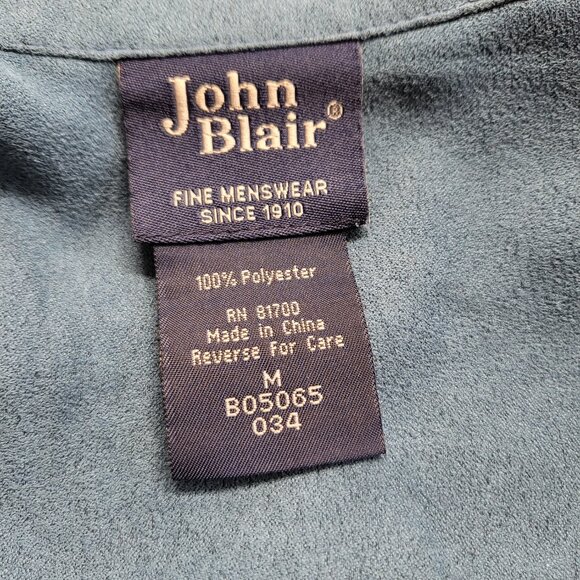 John
Blair®
FINE MENSWEAR
SINCE 1910
100% Polyester
RN 81700
Made in China
Reverse For Care
M
B05065
034